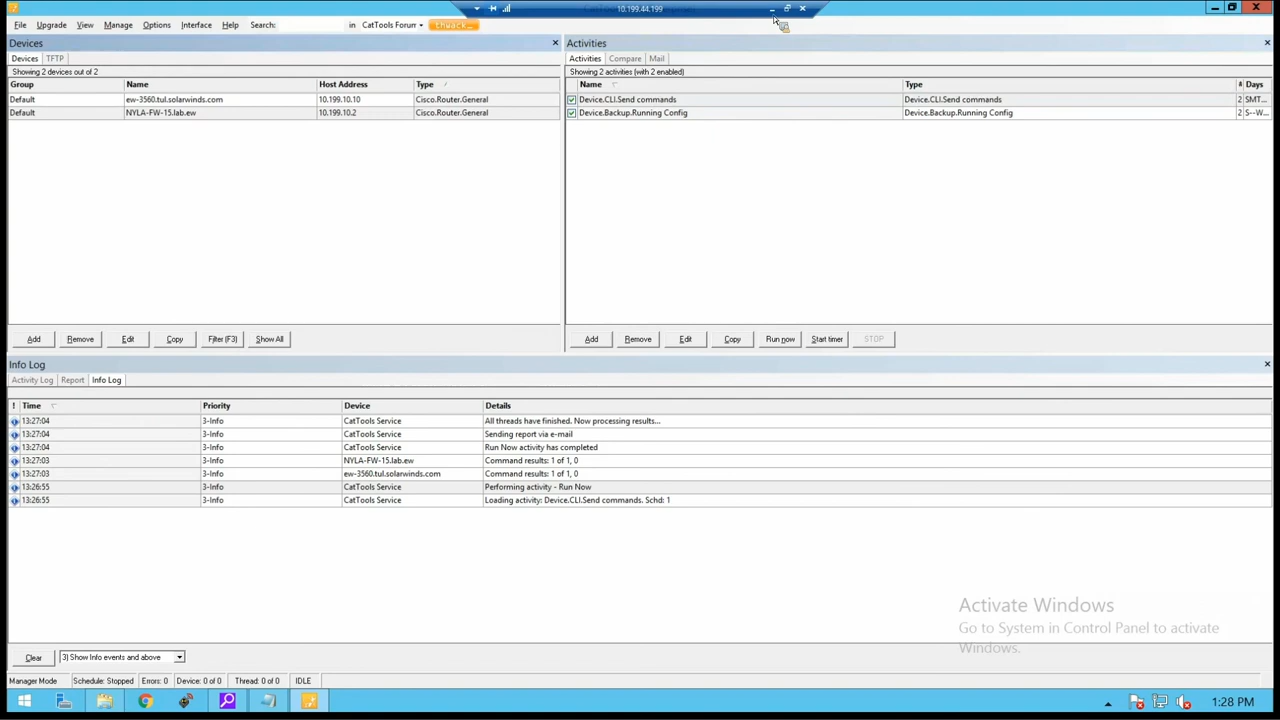 10.199.44.199
File Upgrade View Manage Options Interface Help Search: in CatTools Forum thwack...
Devices
Devices TFTP
Showing 2 devices out of 2
Group Name Host Address Type
Default ew-3560.tul.solarwinds.com 10.199.10.10 Cisco.Router.General
Default NYLA-FW-15.lab.ew 10.199.10.2 Cisco.Router.General
Add Remove Edit Copy Filter (F3) Show All
Activities
Activities Compare Mail
Showing 2 activities (with 2 enabled)
Name Type # Days
Device.CLI.Send commands Device.CLI.Send commands 2 SMT...
Device.Backup.Running Config Device.Backup.Running Config 2 S--W...
Add Remove Edit Copy Run now Start timer STOP
Info Log
Activity Log Report Info Log
! Time Priority Device Details
13:27:04 3-Info CatTools Service All threads have finished. Now processing results...
13:27:04 3-Info CatTools Service Sending report via e-mail
13:27:04 3-Info CatTools Service Run Now activity has completed
13:27:03 3-Info NYLA-FW-15.lab.ew Command results: 1 of 1, 0
13:27:03 3-Info ew-3560.tul.solarwinds.com Command results: 1 of 1, 0
13:26:55 3-Info CatTools Service Performing activity - Run Now
13:26:55 3-Info CatTools Service Loading activity: Device.CLI.Send commands. Schd: 1
Activate Windows
Go to System in Control Panel to activate
Windows.
Clear 3) Show Info events and above
Manager Mode Schedule: Stopped Errors: 0 Device: 0 of 0 Thread: 0 of 0 IDLE
1:28 PM